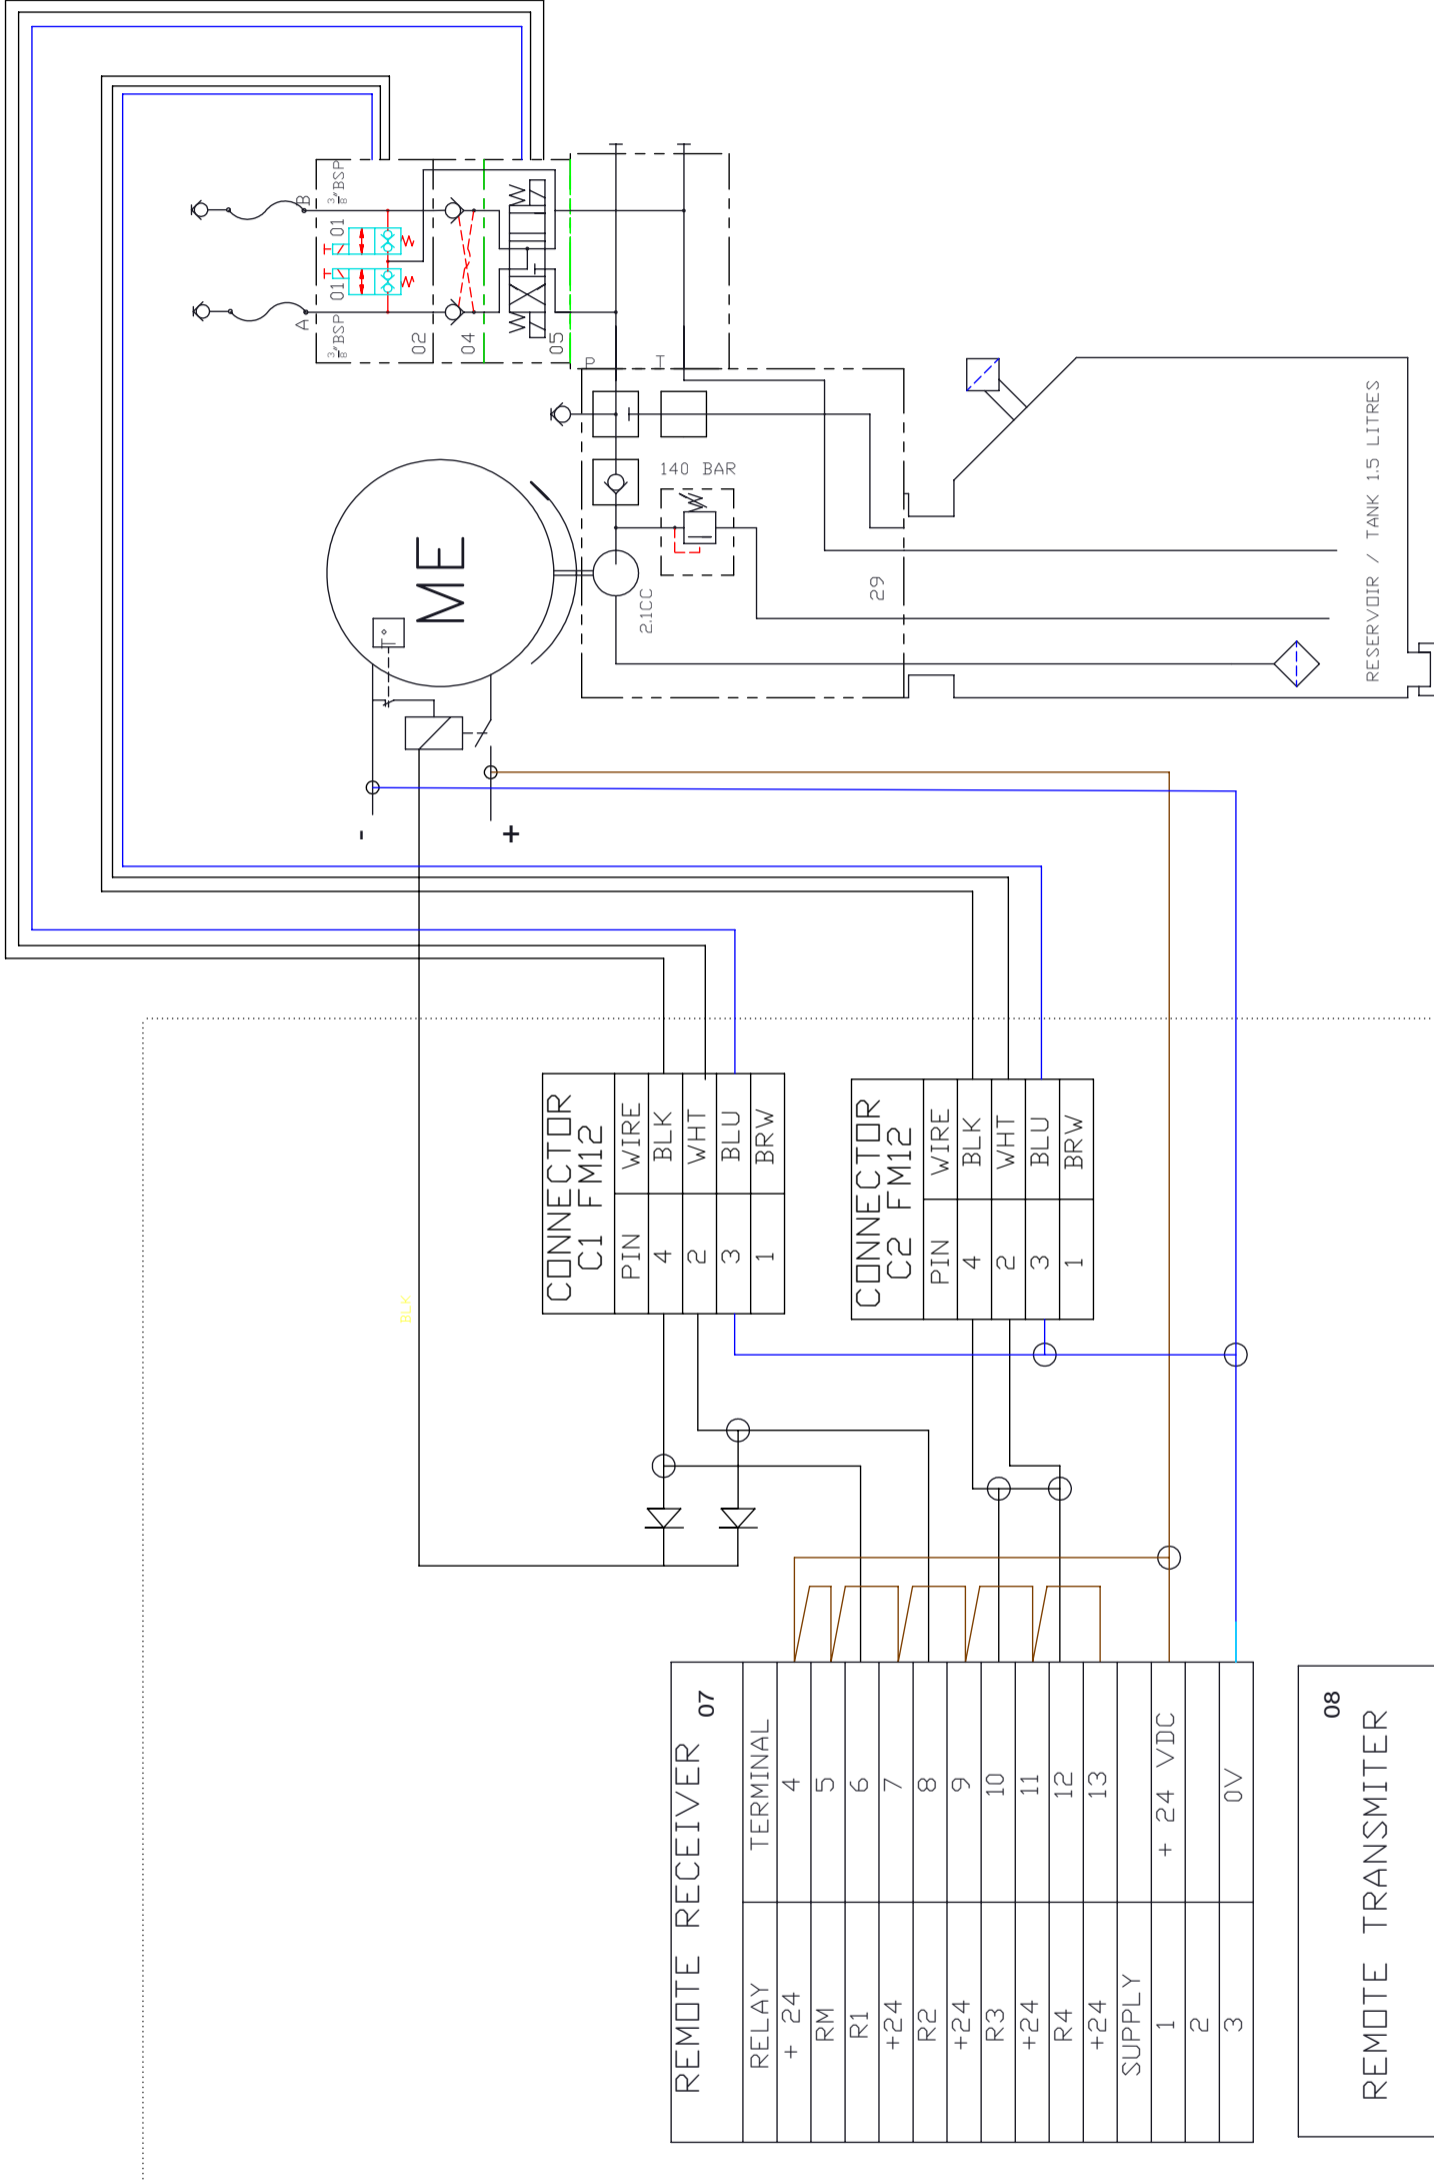 3/8" BSP
B
01
01
A
3/8" BSP
02
04
05
P
T
140 BAR
2.1CC
29
RESERVOIR / TANK 1.5 LITRES
ME
T°
-
+
BLK
CONNECTOR
C1 FM12
PIN WIRE
4 BLK
2 WHT
3 BLU
1 BRW
CONNECTOR
C2 FM12
PIN WIRE
4 BLK
2 WHT
3 BLU
1 BRW
REMOTE RECEIVER 07
RELAY TERMINAL
+ 24 4
RM 5
R1 6
+24 7
R2 8
+24 9
R3 10
+24 11
R4 12
+24 13
SUPPLY
1 + 24 VDC
2
3 0V
08
REMOTE TRANSMITER